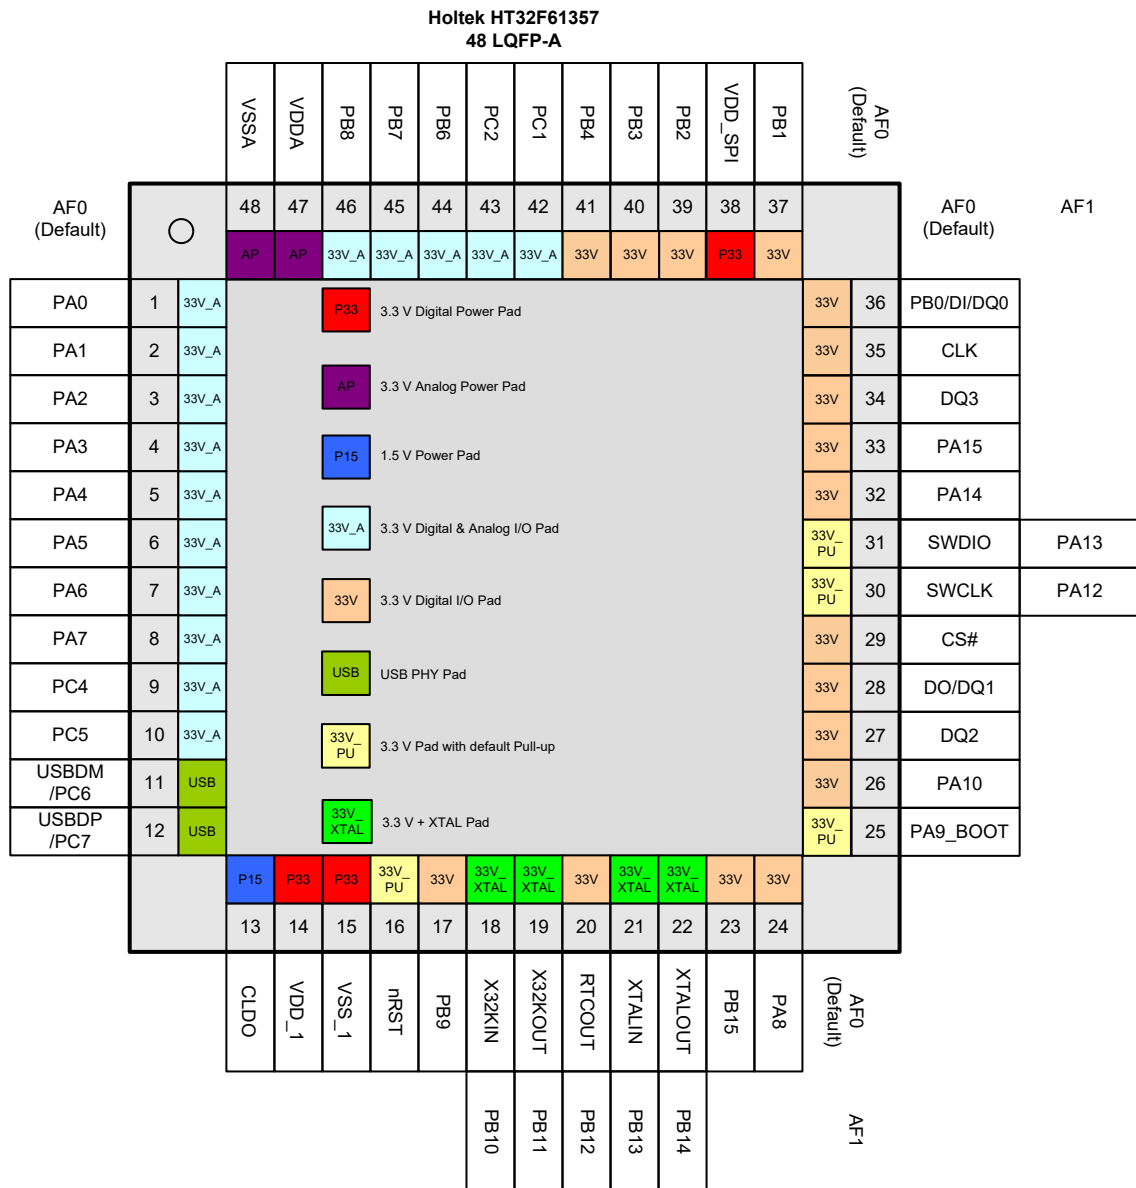 Holtek HT32F61357
48 LQFP-A
VSSA VDDA PB8 PB7 PB6 PC2 PC1 PB4 PB3 PB2 VDD_SPI PB1
AF0
(Default)
AF0
(Default)
48 47 46 45 44 43 42 41 40 39 38 37
AF0
(Default)
AF1
AP AP 33V_A 33V_A 33V_A 33V_A 33V_A 33V 33V 33V P33 33V
PA0 1 33V_A
P33 3.3 V Digital Power Pad
33V 36 PB0/DI/DQ0
PA1 2 33V_A
33V 35 CLK
PA2 3 33V_A
AP 3.3 V Analog Power Pad
33V 34 DQ3
PA3 4 33V_A
P15 1.5 V Power Pad
33V 33 PA15
PA4 5 33V_A
33V 32 PA14
PA5 6 33V_A
33V_A 3.3 V Digital & Analog I/O Pad
33V_
PU
31 SWDIO PA13
PA6 7 33V_A
33V 3.3 V Digital I/O Pad
33V_
PU
30 SWCLK PA12
PA7 8 33V_A
33V 29 CS#
PC4 9 33V_A
USB USB PHY Pad
33V 28 DO/DQ1
PC5 10 33V_A
33V_
PU
3.3 V Pad with default Pull-up
33V 27 DQ2
USBDM
/PC6
11 USB
33V 26 PA10
USBDP
/PC7
12 USB
33V_
XTAL
3.3 V + XTAL Pad
33V_
PU
25 PA9_BOOT
P15 P33 P33 33V_
PU
33V 33V_
XTAL
33V_
XTAL
33V 33V_
XTAL
33V_
XTAL
33V 33V
13 14 15 16 17 18 19 20 21 22 23 24
CLDO VDD_1 VSS_1 nRST PB9 X32KIN X32KOUT RTCOUT XTALIN XTALOUT PB15 PA8
AF0
(Default)
PB10 PB11 PB12 PB13 PB14
AF1